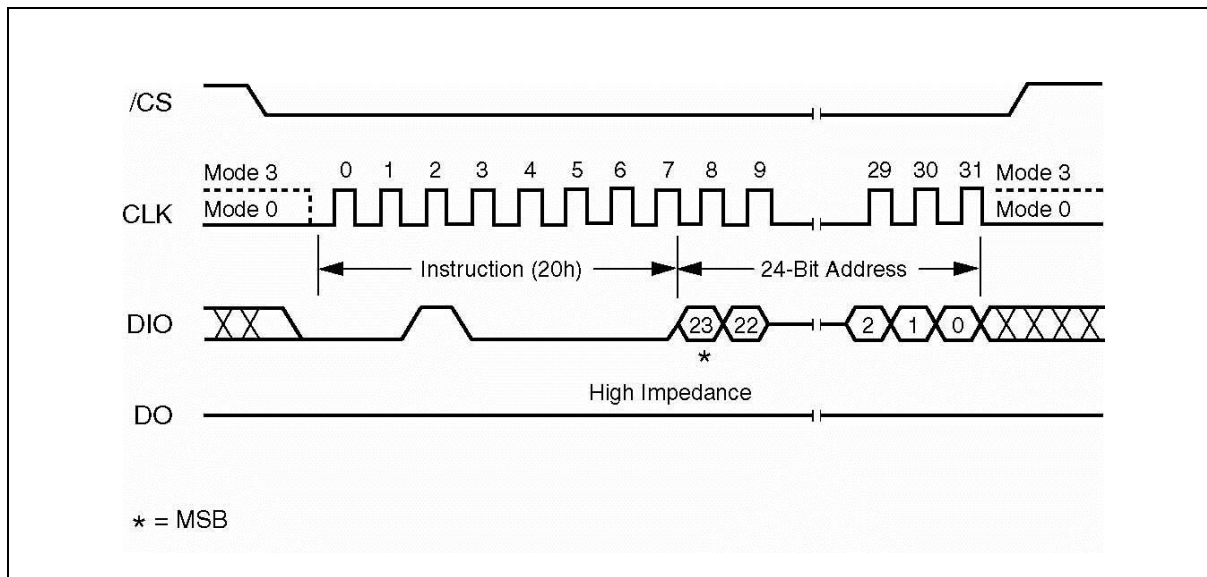 /CS
Mode 3 0 1 2 3 4 5 6 7 8 9 29 30 31 Mode 3
CLK Mode 0 Mode 0
Instruction (20h) 24-Bit Address
DIO 23 22 2 1 0
*
High Impedance
DO
* = MSB